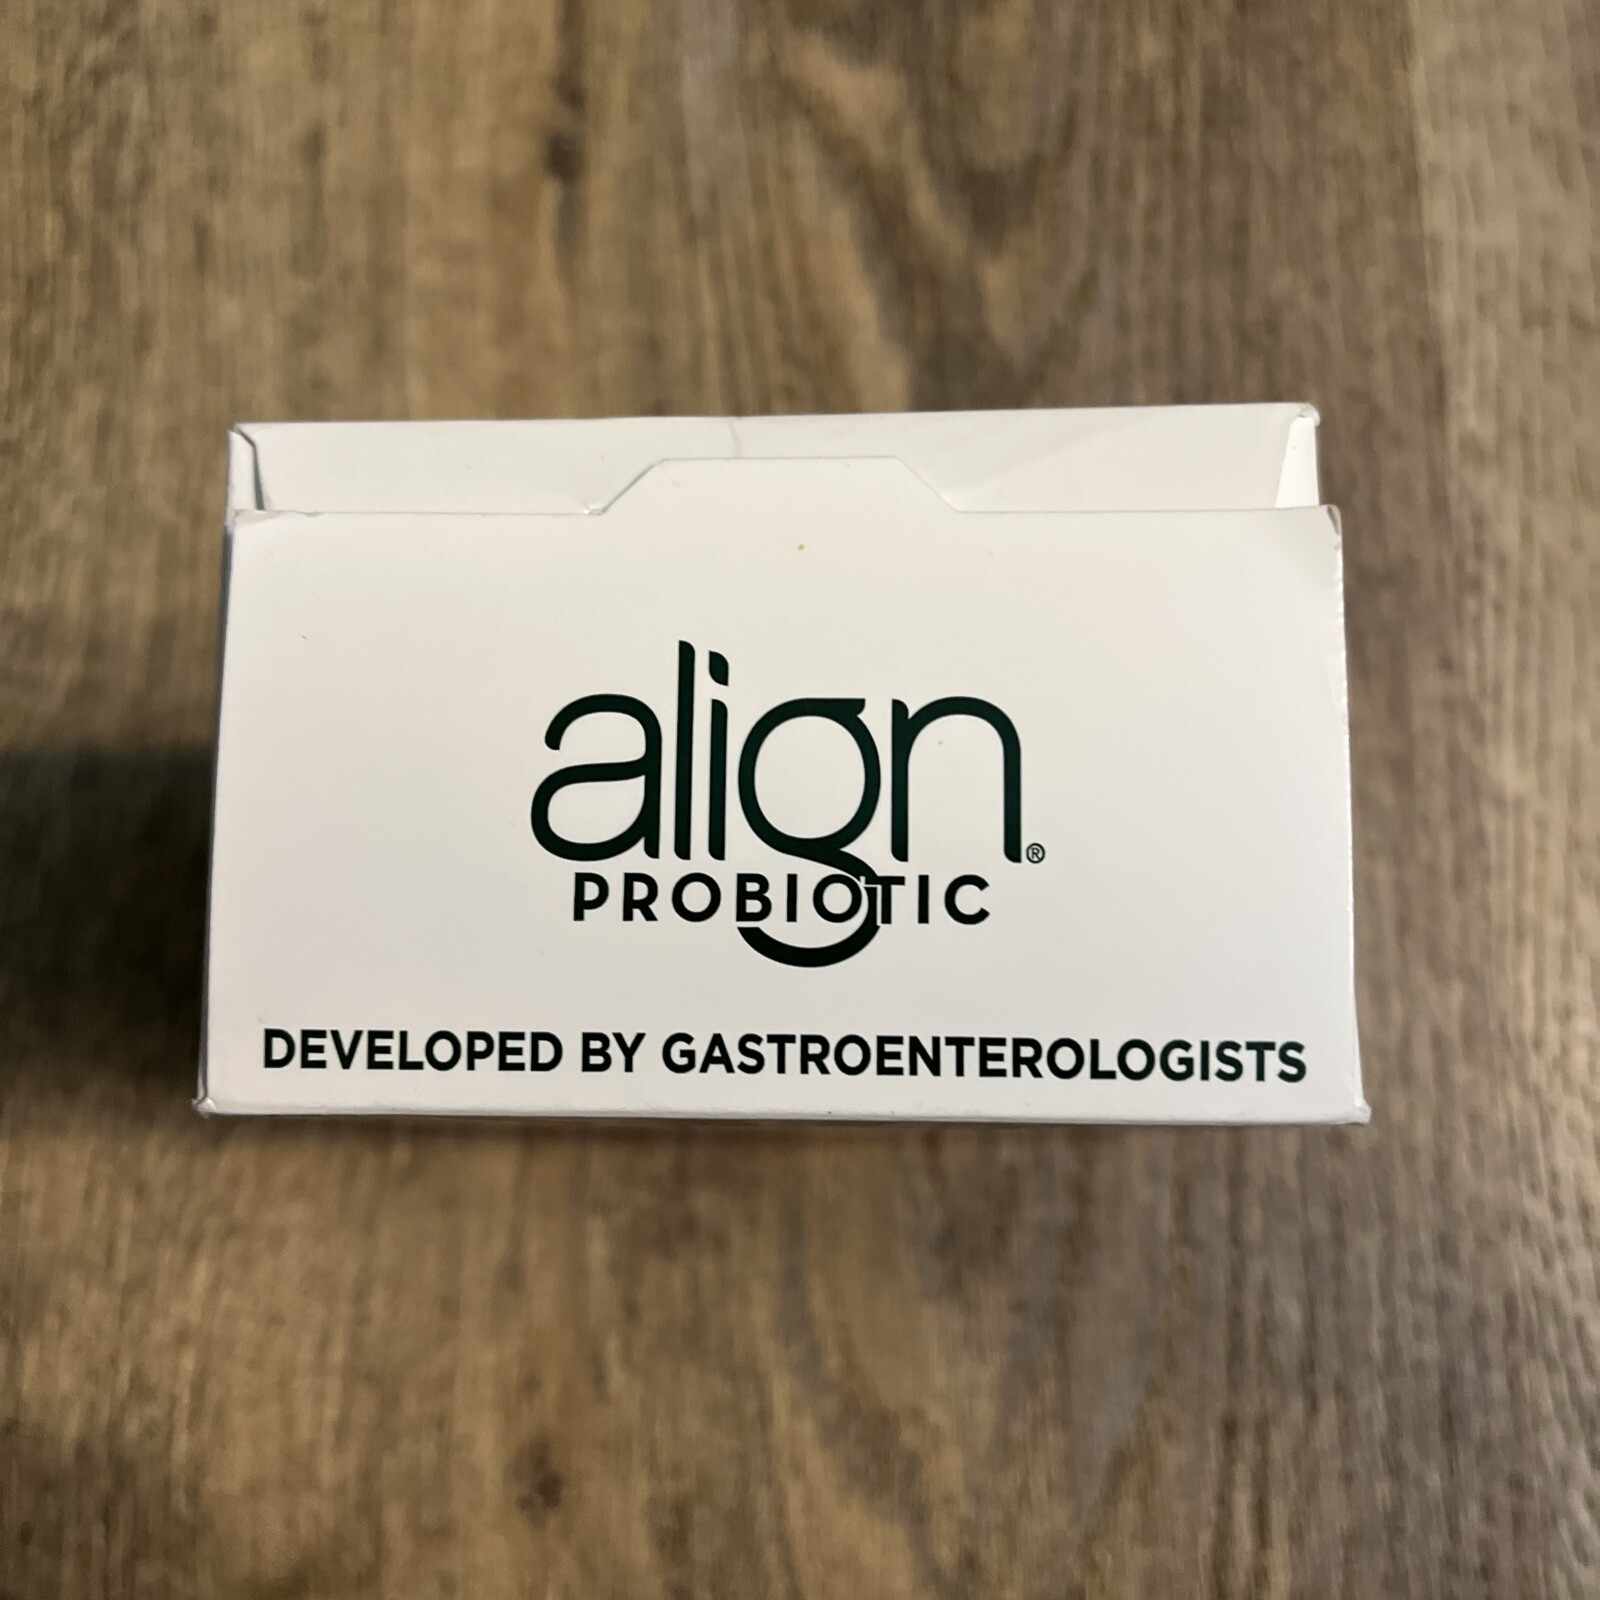 align®
PROBIOTIC
DEVELOPED BY GASTROENTEROLOGISTS